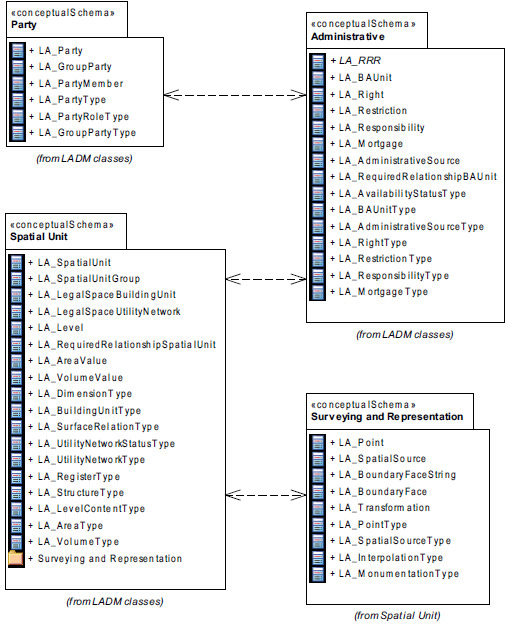 «conceptualSchema»
Party
+ LA_Party
+ LA_GroupParty
+ LA_PartyMember
+ LA_PartyType
+ LA_PartyRoleType
+ LA_GroupPartyType
(from LADM classes)
«conceptualSchema»
Administrative
+ LA_RRR
+ LA_BAUnit
+ LA_Right
+ LA_Restriction
+ LA_Responsibility
+ LA_Mortgage
+ LA_AdministrativeSource
+ LA_RequiredRelationshipBAUnit
+ LA_AvailabilityStatusType
+ LA_BAUnitType
+ LA_AdministrativeSourceType
+ LA_RightType
+ LA_RestrictionType
+ LA_ResponsibilityType
+ LA_MortgageType
(from LADM classes)
«conceptualSchema»
Spatial Unit
+ LA_SpatialUnit
+ LA_SpatialUnitGroup
+ LA_LegalSpaceBuildingUnit
+ LA_LegalSpaceUtilityNetwork
+ LA_Level
+ LA_RequiredRelationshipSpatialUnit
+ LA_AreaValue
+ LA_VolumeValue
+ LA_DimensionType
+ LA_BuildingUnitType
+ LA_SurfaceRelationType
+ LA_UtilityNetworkStatusType
+ LA_UtilityNetworkType
+ LA_RegisterType
+ LA_StructureType
+ LA_LevelContentType
+ LA_AreaType
+ LA_VolumeType
+ Surveying and Representation
(from LADM classes)
«conceptualSchema»
Surveying and Representation
+ LA_Point
+ LA_SpatialSource
+ LA_BoundaryFaceString
+ LA_BoundaryFace
+ LA_Transformation
+ LA_PointType
+ LA_SpatialSourceType
+ LA_InterpolationType
+ LA_MonumentationType
(from Spatial Unit)